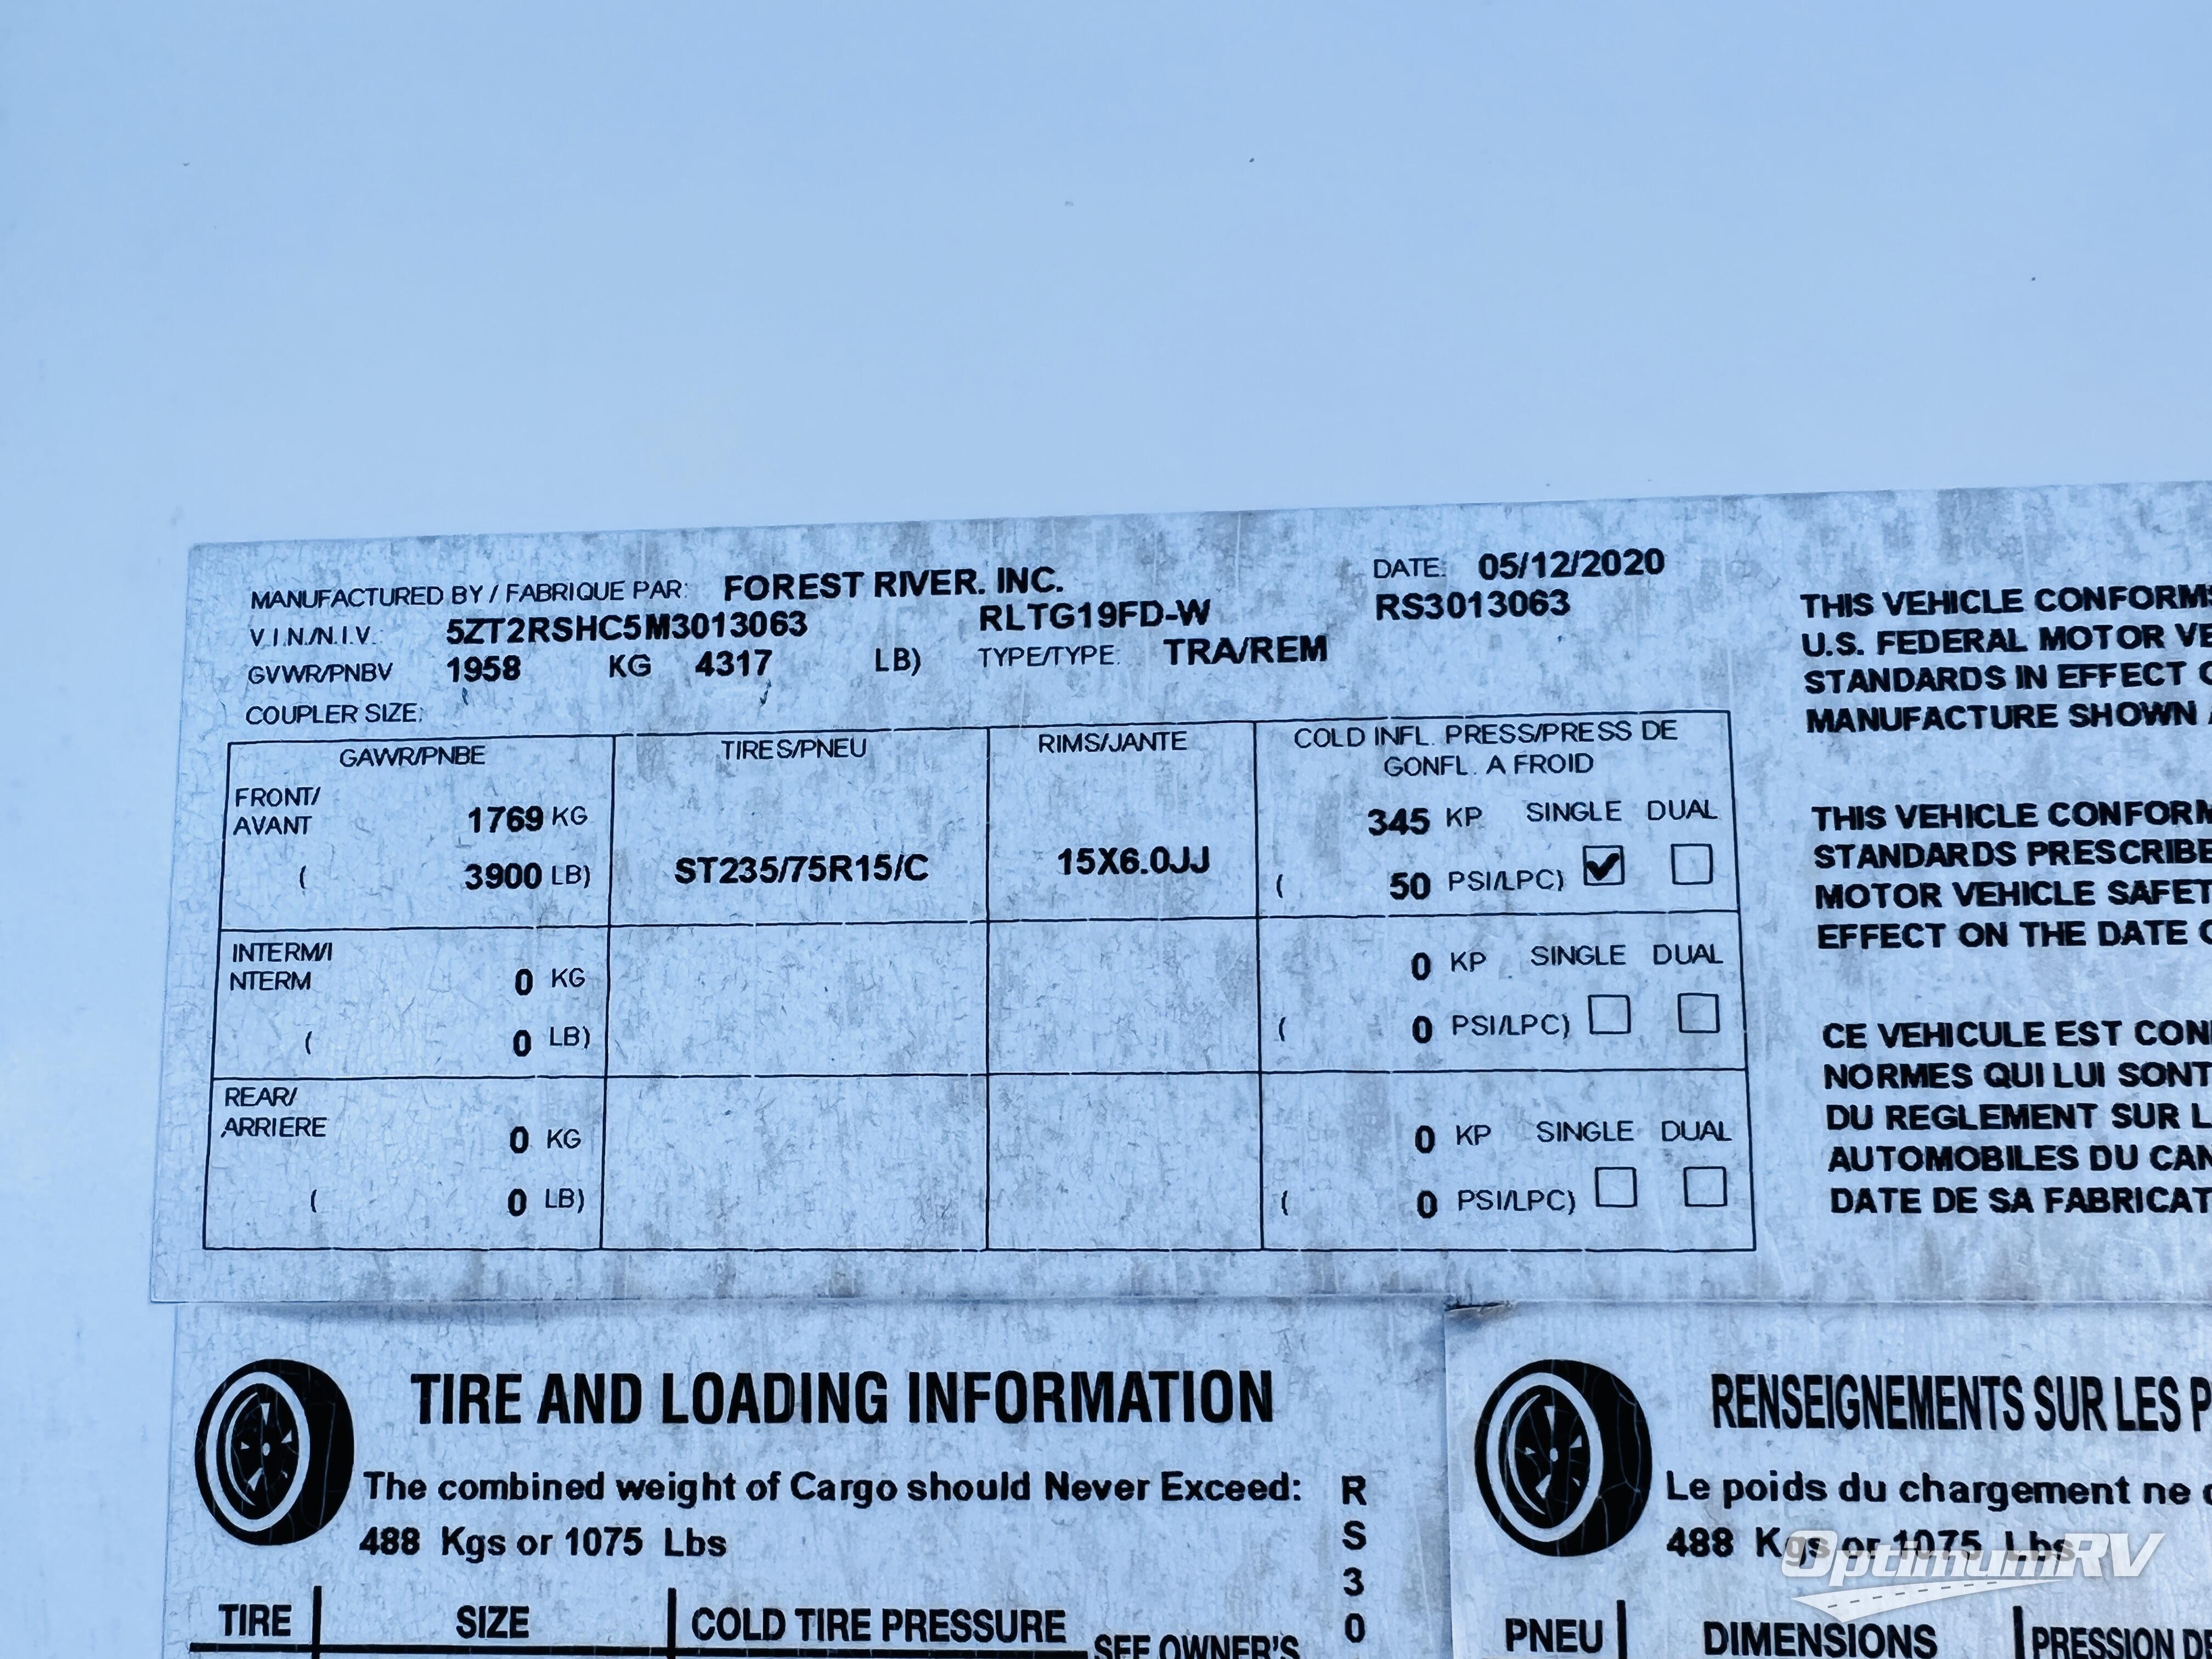 MANUFACTURED BY / FABRIQUE PAR: FOREST RIVER. INC. DATE: 05/12/2020
V.I.N./N.I.V.: 5ZT2RSHC5M3013063 RLTG19FD-W RS3013063
GVWR/PNBV 1958 KG 4317 LB) TYPE/TYPE: TRA/REM
COUPLER SIZE:
GAWR/PNBE TIRES/PNEU RIMS/JANTE COLD INFL. PRESS/PRESS DE
GONFL. A FROID
FRONT/
AVANT 1769 KG 345 KP SINGLE DUAL
( 3900 LB) ST235/75R15/C 15X6.0JJ ( 50 PSI/LPC)
INTERM/I
NTERM 0 KG 0 KP SINGLE DUAL
( 0 LB) ( 0 PSI/LPC)
REAR/
ARRIERE 0 KG 0 KP SINGLE DUAL
( 0 LB) ( 0 PSI/LPC)
THIS VEHICLE CONFORMS
U.S. FEDERAL MOTOR VE
STANDARDS IN EFFECT
MANUFACTURE SHOWN
THIS VEHICLE CONFORM
STANDARDS PRESCRIBE
MOTOR VEHICLE SAFET
EFFECT ON THE DATE
CE VEHICULE EST CON
NORMES QUI LUI SONT
DU REGLEMENT SUR L
AUTOMOBILES DU CAN
DATE DE SA FABRICAT
TIRE AND LOADING INFORMATION
The combined weight of Cargo should Never Exceed:
488 Kgs or 1075 Lbs
R
S
3
0
TIRE SIZE COLD TIRE PRESSURE SEE OWNER'S
RENSEIGNEMENTS SUR LES P
Le poids du chargement ne
488 Kgs or 1075 Lbs
PNEU DIMENSIONS PRESSION DE
OptimumRV